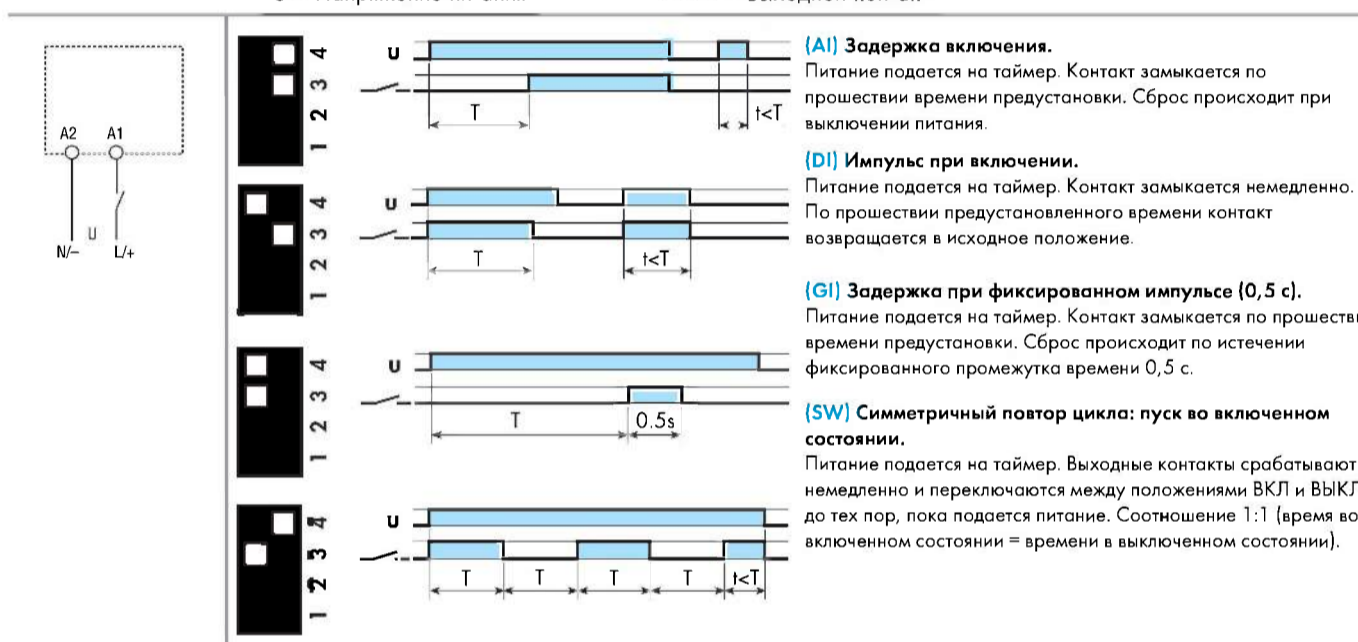 A2 A1
U
N/– L/+
4
3
2
1
U
T
t<T
(AI) Задержка включения.
Питание подается на таймер. Контакт замыкается по
прошествии времени предустановки. Сброс происходит при
выключении питания.
4
3
2
1
U
T
t<T
(DI) Импульс при включении.
Питание подается на таймер. Контакт замыкается немедленно.
По прошествии предустановленного времени контакт
возвращается в исходное положение.
4
3
2
1
U
T
0.5s
(GI) Задержка при фиксированном импульсе (0,5 с).
Питание подается на таймер. Контакт замыкается по
времени предустановки. Сброс происходит по истечении
фиксированного промежутка времени 0,5 с.
4
3
2
1
U
T T T T t<T
(SW) Симметричный повтор цикла: пуск во включенном
состоянии.
Питание подается на таймер. Выходные контакты срабатывают
немедленно и переключаются между положениями ВКЛ и ВЫКЛ
до тех пор, пока подается питание. Соотношение 1:1 (время во
включенном состоянии = времени в выключенном состоянии).